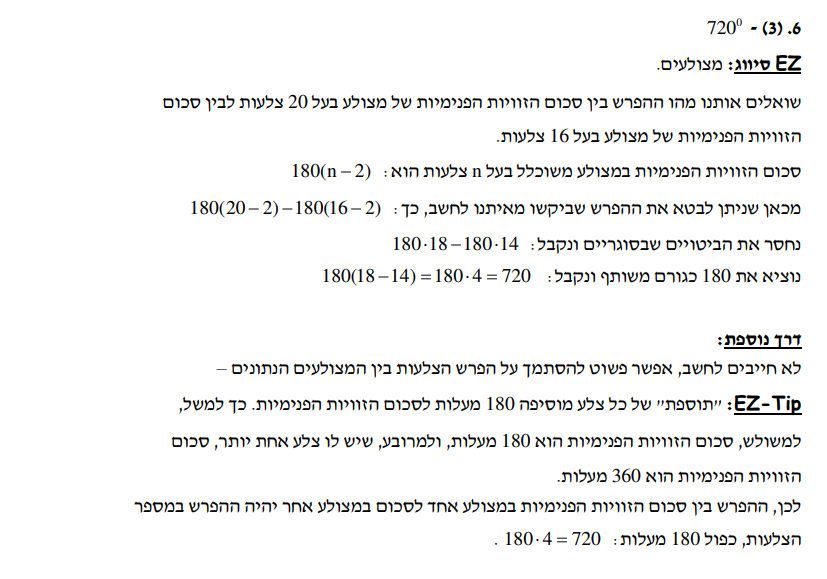 6. (3) - 720⁰
EZ סיווג: מצולעים.
שואלים אותנו מהו ההפרש בין סכום הזוויות הפנימיות של מצולע בעל 20 צלעות לבין סכום
הזוויות הפנימיות של מצולע בעל 16 צלעות.
סכום הזוויות הפנימיות במצולע משוכלל בעל n צלעות הוא: 180(n – 2)
מכאן שניתן לבטא את ההפרש שביקשו מאיתנו לחשב, כך: 180(20 – 2) – 180(16 – 2)
נחסר את הביטויים שבסוגריים ונקבל: 180·18 – 180·14
נוציא את 180 כגורם משותף ונקבל: 180(18 – 14) = 180·4 = 720
דרך נוספת:
לא חייבים לחשב, אפשר פשוט להסתמך על הפרש הצלעות בין המצולעים הנתונים –
EZ-Tip: "תוספת" של כל צלע מוסיפה 180 מעלות לסכום הזוויות הפנימיות. כך למשל,
למשולש, סכום הזוויות הפנימיות הוא 180 מעלות, ולמרובע, שיש לו צלע אחת יותר, סכום
הזוויות הפנימיות הוא 360 מעלות.
לכן, ההפרש בין סכום הזוויות הפנימיות במצולע אחד לסכום במצולע אחר יהיה ההפרש במספר
הצלעות, כפול 180 מעלות: 180·4 = 720 .